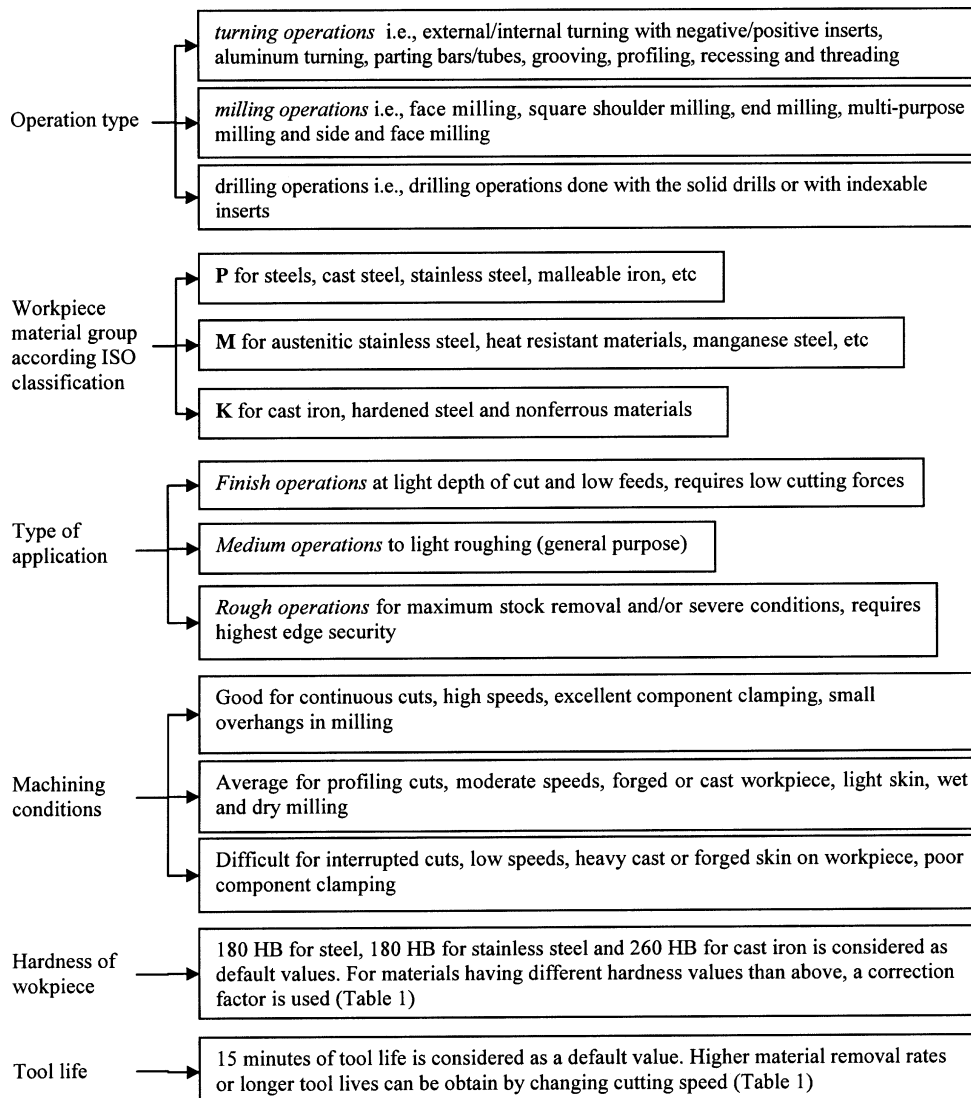 turning operations i.e., external/internal turning with negative/positive inserts,
aluminum turning, parting bars/tubes, grooving, profiling, recessing and threading
Operation type
milling operations i.e., face milling, square shoulder milling, end milling, multi-purpose
milling and side and face milling
drilling operations i.e., drilling operations done with the solid drills or with indexable
inserts
Workpiece
material group
according ISO
classification
P for steels, cast steel, stainless steel, malleable iron, etc
M for austenitic stainless steel, heat resistant materials, manganese steel, etc
K for cast iron, hardened steel and nonferrous materials
Type of
application
Finish operations at light depth of cut and low feeds, requires low cutting forces
Medium operations to light roughing (general purpose)
Rough operations for maximum stock removal and/or severe conditions, requires
highest edge security
Machining
conditions
Good for continuous cuts, high speeds, excellent component clamping, small
overhangs in milling
Average for profiling cuts, moderate speeds, forged or cast workpiece, light skin, wet
and dry milling
Difficult for interrupted cuts, low speeds, heavy cast or forged skin on workpiece, poor
component clamping
Hardness of
wokpiece
180 HB for steel, 180 HB for stainless steel and 260 HB for cast iron is considered as
default values. For materials having different hardness values than above, a correction
factor is used (Table 1)
Tool life
15 minutes of tool life is considered as a default value. Higher material removal rates
or longer tool lives can be obtain by changing cutting speed (Table 1)